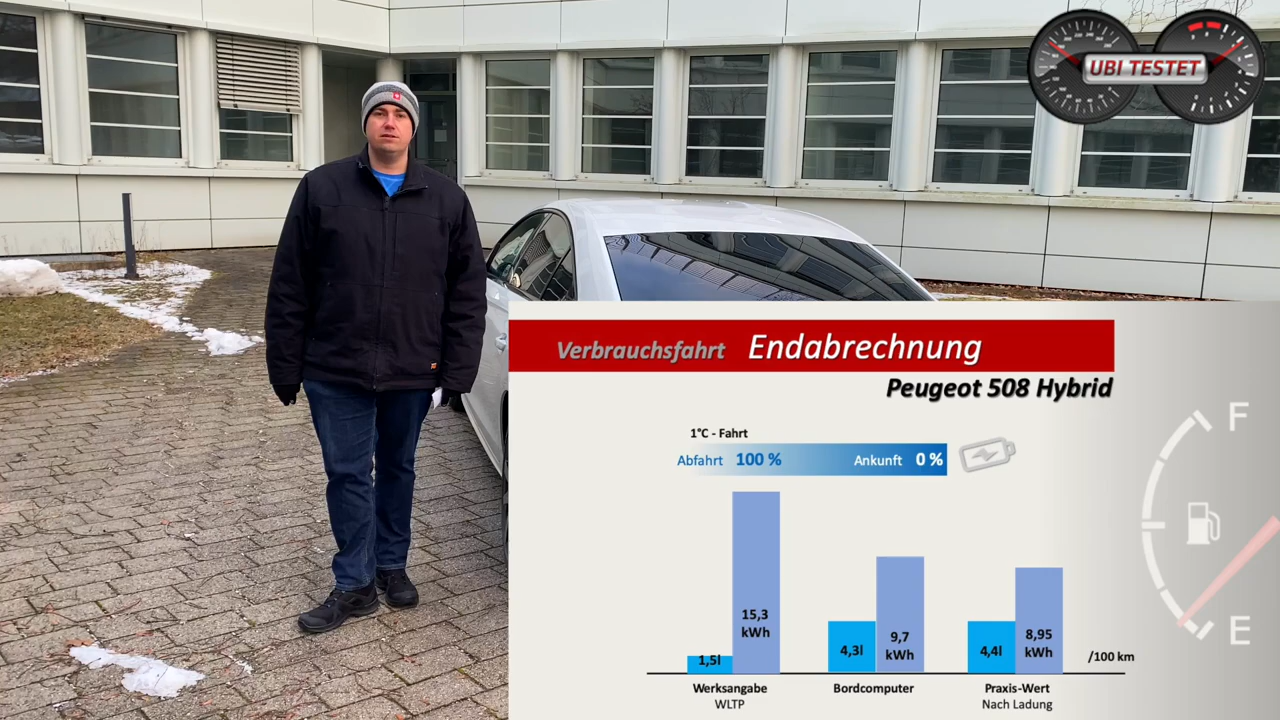 UBI TESTET
Verbrauchsfahrt Endabrechnung
Peugeot 508 Hybrid
1°C - Fahrt
Abfahrt 100 % Ankunft 0 %
F
E
15,3 kWh
1,5l
4,3l
9,7 kWh
4,4l
8,95 kWh
/100 km
Werksangabe
WLTP
Bordcomputer
Praxis-Wert
Nach Ladung